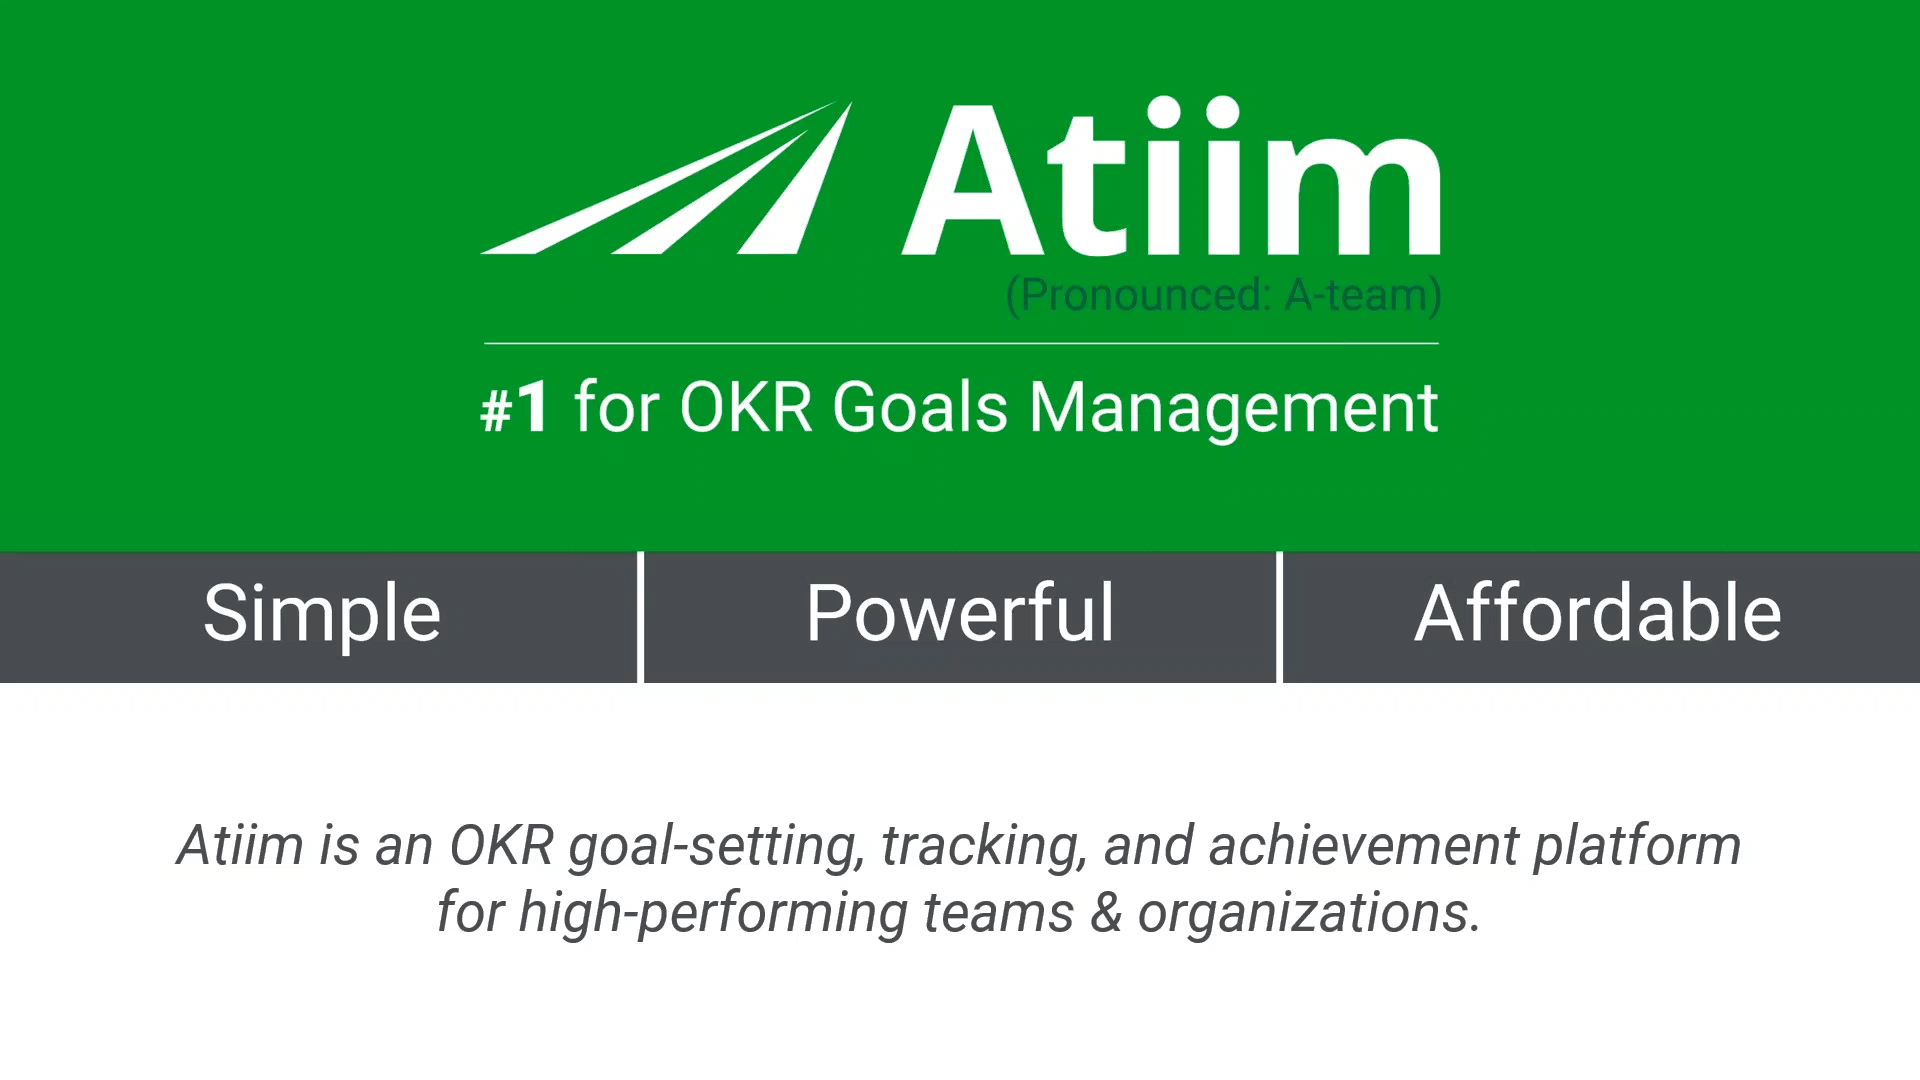 Atiim
(Pronounced: A-team)
#1 for OKR Goals Management
Simple
Powerful
Affordable
Atiim is an OKR goal-setting, tracking, and achievement platform
for high-performing teams & organizations.